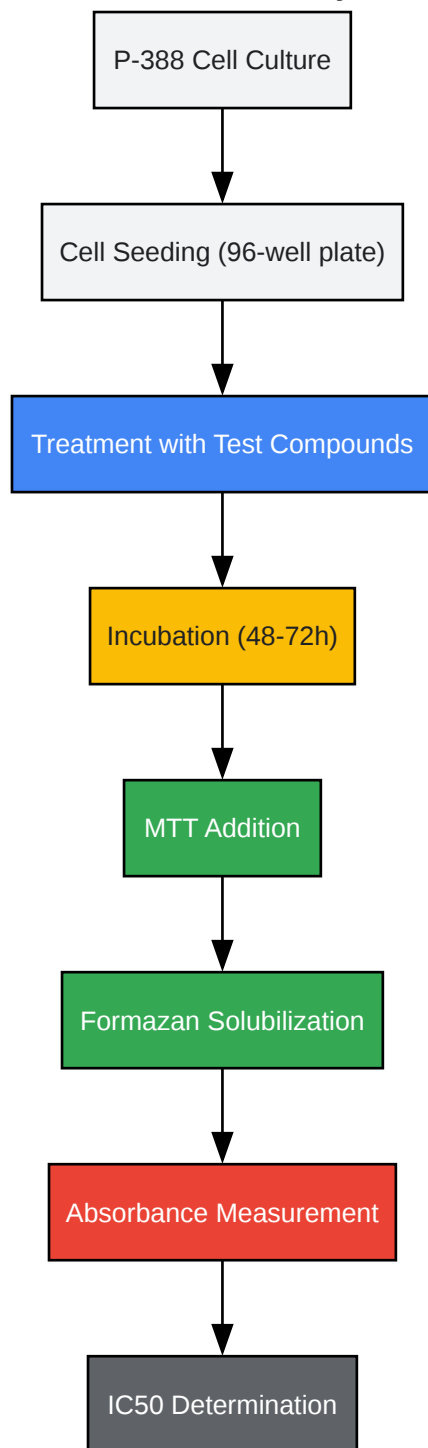 P-388 Cell Culture
Cell Seeding (96-well plate)
Treatment with Test Compounds
Incubation (48-72h)
MTT Addition
Formazan Solubilization
Absorbance Measurement
IC50 Determination